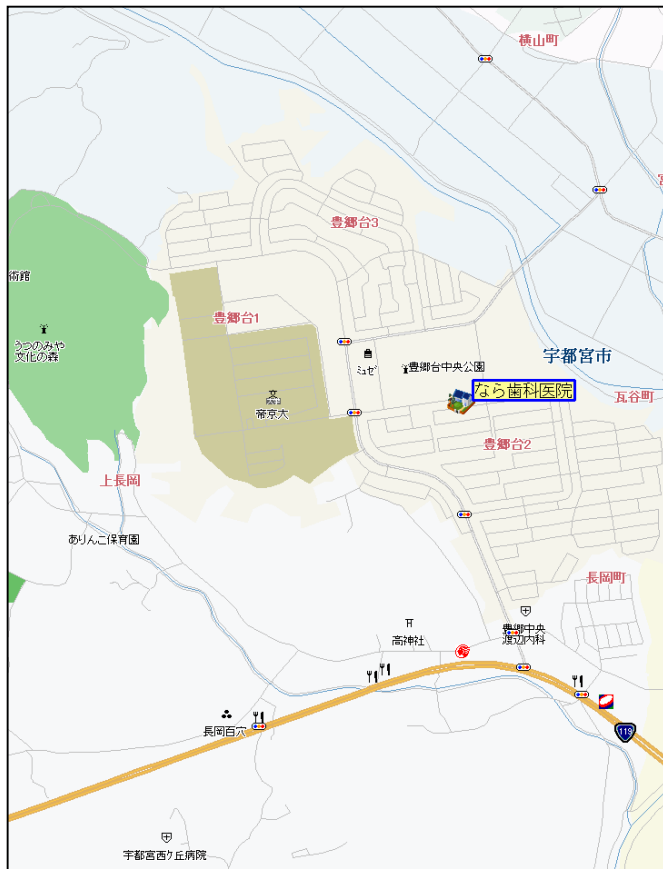 横山町
豊郷台3
術館
豊郷台1
うつのみや
文化の森
ミュゼ
豊郷台中央公園
宇都宮市
なら歯科医院
瓦谷町
帝京大
豊郷台2
上長岡
ありんこ保育園
長岡町
高神社
豊郷中央
渡辺内科
長岡百穴
119
宇都宮西ケ丘病院